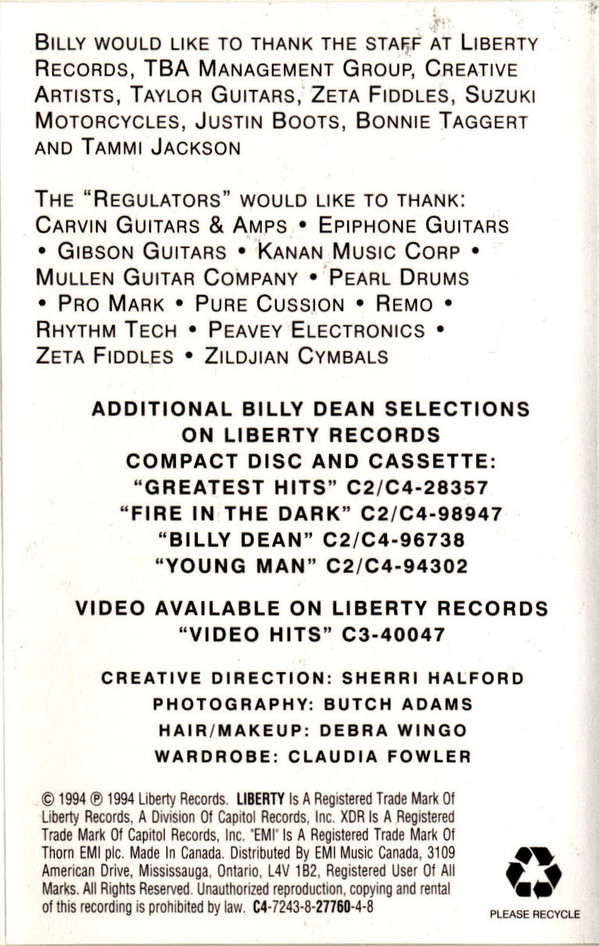 BILLY WOULD LIKE TO THANK THE STAFF AT LIBERTY
RECORDS, TBA MANAGEMENT GROUP, CREATIVE
ARTISTS, TAYLOR GUITARS, ZETA FIDDLES, SUZUKI
MOTORCYCLES, JUSTIN BOOTS, BONNIE TAGGERT
AND TAMMI JACKSON
THE “REGULATORS” WOULD LIKE TO THANK:
CARVIN GUITARS & AMPS • EPIPHONE GUITARS
• GIBSON GUITARS • KANAN MUSIC CORP •
MULLEN GUITAR COMPANY • PEARL DRUMS
• PRO MARK • PURE CUSSION • REMO •
RHYTHM TECH • PEAVEY ELECTRONICS •
ZETA FIDDLES • ZILDJIAN CYMBALS
ADDITIONAL BILLY DEAN SELECTIONS
ON LIBERTY RECORDS
COMPACT DISC AND CASSETTE:
“GREATEST HITS” C2/C4-28357
“FIRE IN THE DARK” C2/C4-98947
“BILLY DEAN” C2/C4-96738
“YOUNG MAN” C2/C4-94302
VIDEO AVAILABLE ON LIBERTY RECORDS
“VIDEO HITS” C3-40047
CREATIVE DIRECTION: SHERRI HALFORD
PHOTOGRAPHY: BUTCH ADAMS
HAIR/MAKEUP: DEBRA WINGO
WARDROBE: CLAUDIA FOWLER
© 1994 ℗ 1994 Liberty Records. LIBERTY Is A Registered Trade Mark Of
Liberty Records, A Division Of Capitol Records, Inc. XDR Is A Registered
Trade Mark Of Capitol Records, Inc. "EMI" Is A Registered Trade Mark Of
Thorn EMI plc. Made In Canada. Distributed By EMI Music Canada, 3109
American Drive, Mississauga, Ontario, L4V 1B2, Registered User Of All
Marks. All Rights Reserved. Unauthorized reproduction, copying and rental
of this recording is prohibited by law. C4-7243-8-27760-4-8
PLEASE RECYCLE